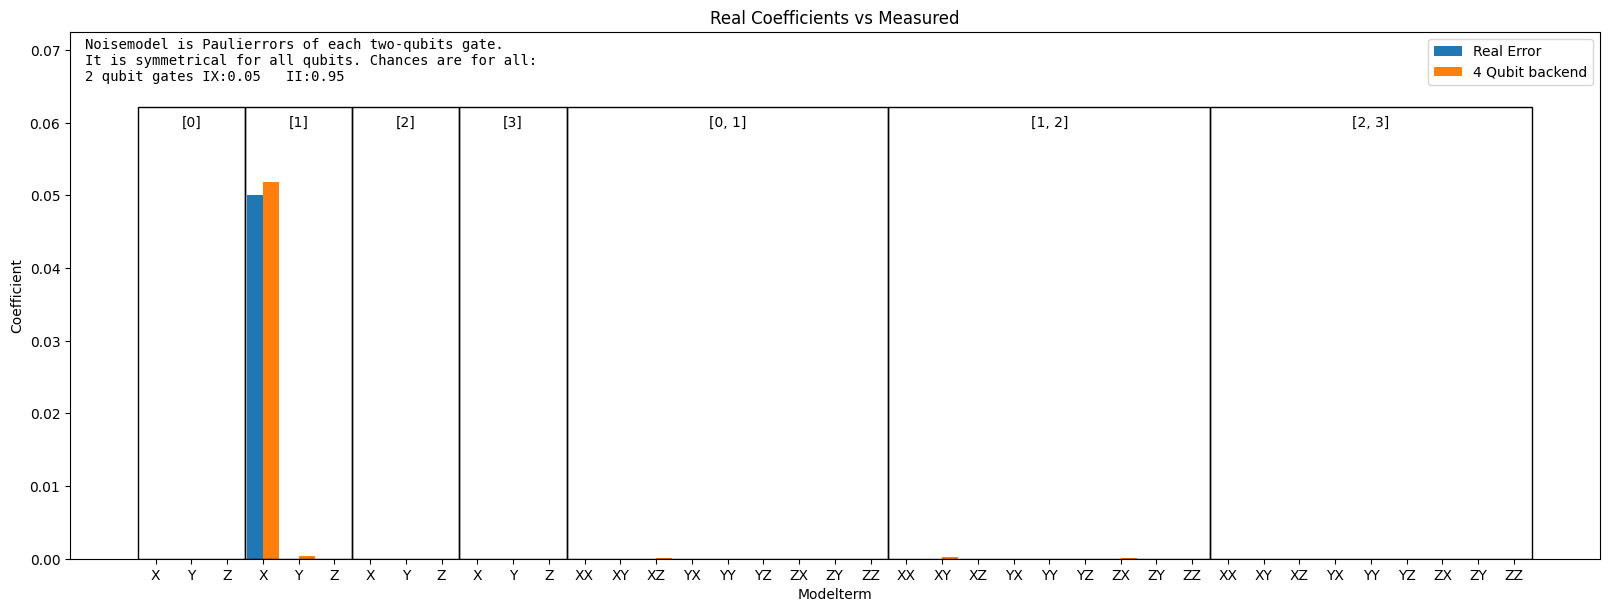 Real Coefficients vs Measured
Noisemodel is Paulierrors of each two-qubits gate.
It is symmetrical for all qubits. Chances are for all:
2 qubit gates IX:0.05   II:0.95
Real Error
4 Qubit backend
0.07
0.06
0.05
0.04
0.03
0.02
0.01
0.00
Coefficient
[0] [1] [2] [3] [0, 1] [1, 2] [2, 3]
X Y Z X Y Z X Y Z X Y Z XX XY XZ YX YY YZ ZX ZY ZZ XX XY XZ YX YY YZ ZX ZY ZZ XX XY XZ YX YY YZ ZX ZY ZZ
Modelterm